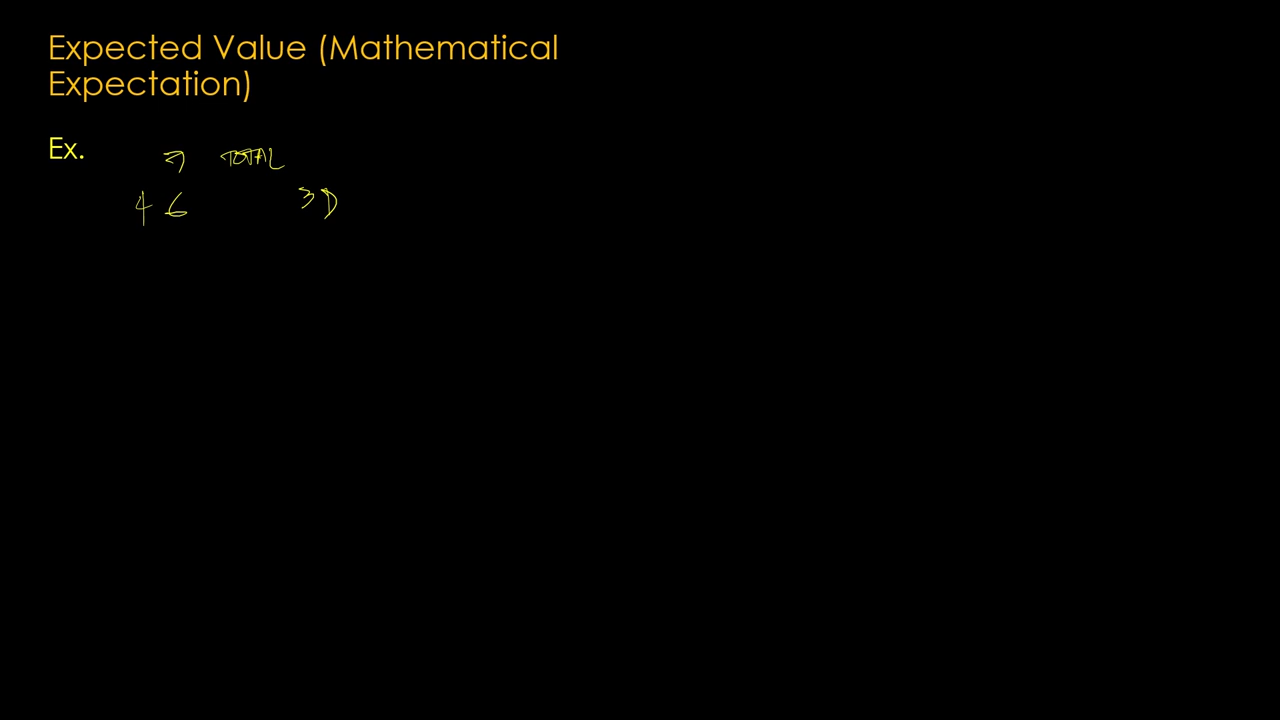 Expected Value (Mathematical
Expectation)
Ex.
7 TOTAL
4 6 3D